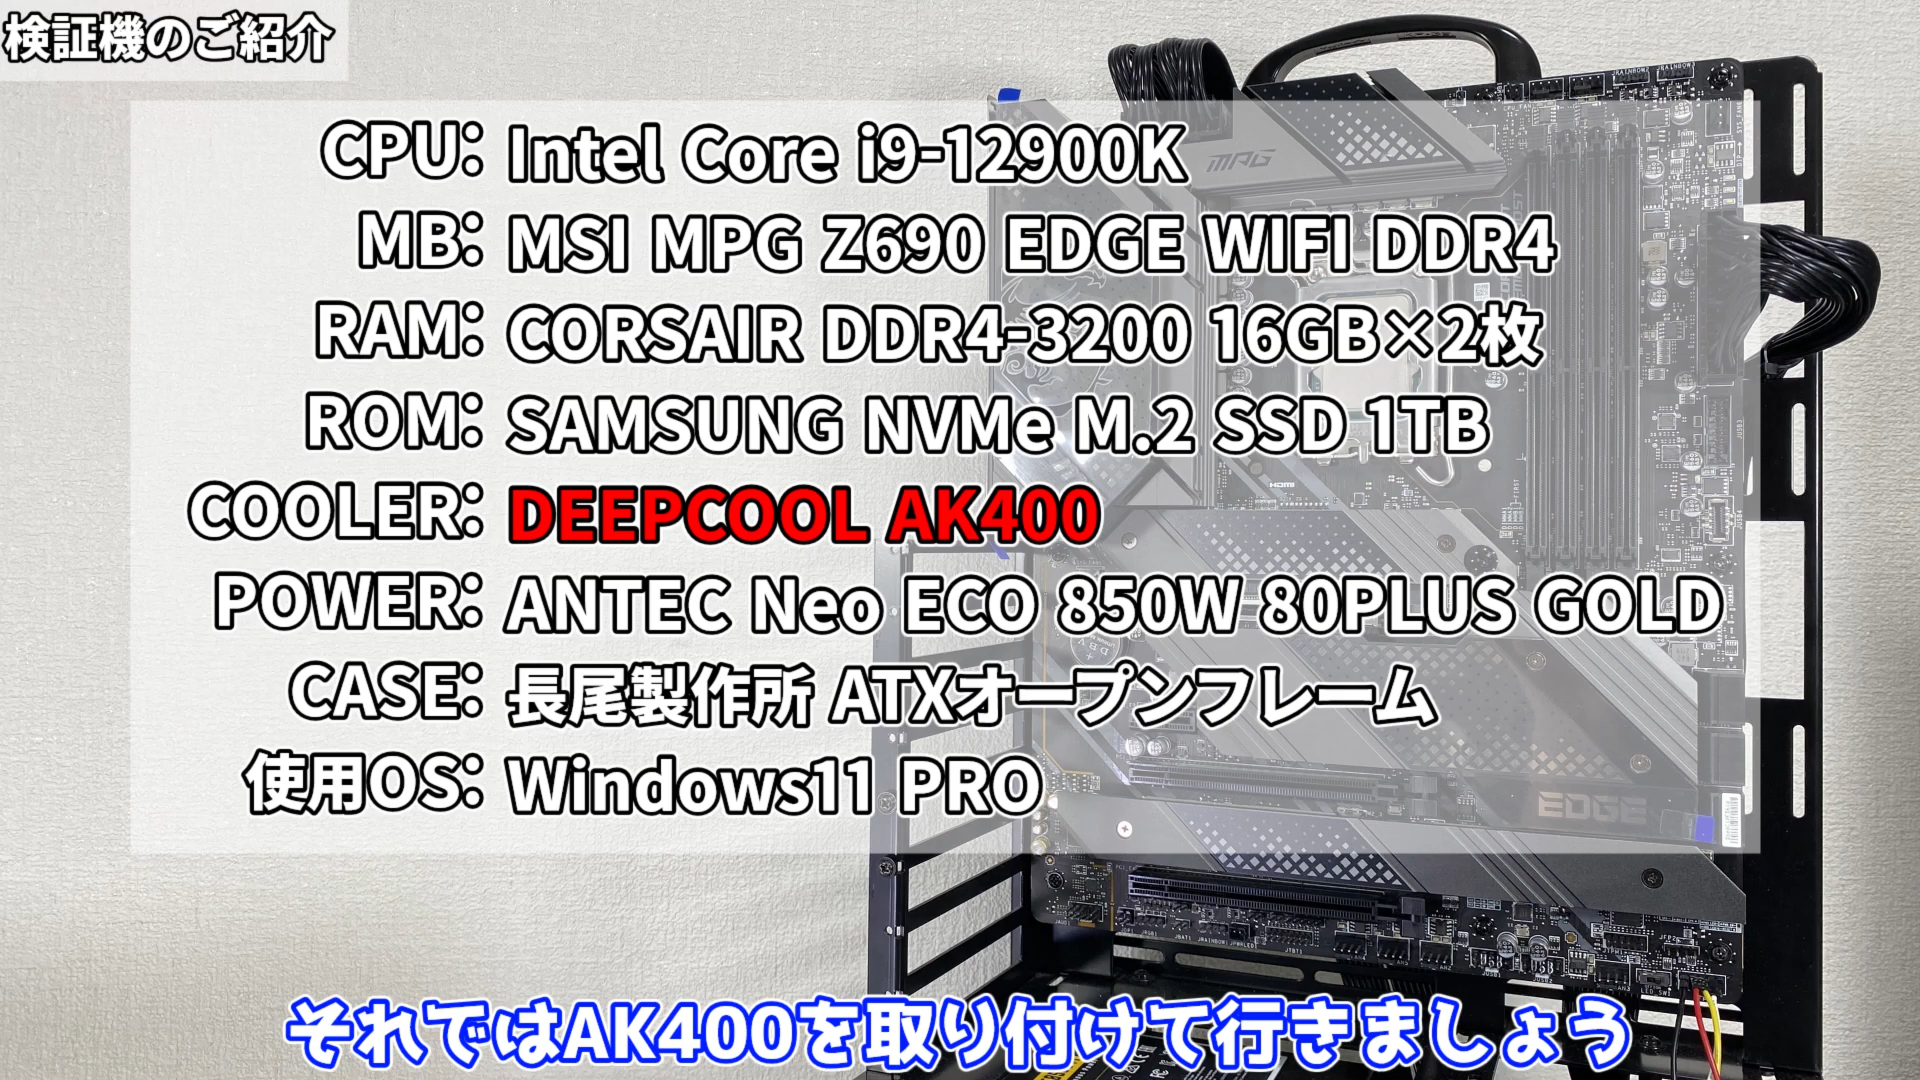 検証機のご紹介
CPU: Intel Core i9-12900K
MB: MSI MPG Z690 EDGE WIFI DDR4
RAM: CORSAIR DDR4-3200 16GB×2枚
ROM: SAMSUNG NVMe M.2 SSD 1TB
COOLER: DEEPCOOL AK400
POWER: ANTEC Neo ECO 850W 80PLUS GOLD
CASE: 長尾製作所 ATXオープンフレーム
使用OS: Windows11 PRO
MPG
HDMI
EDGE
それではAK400を取り付けて行きましょう